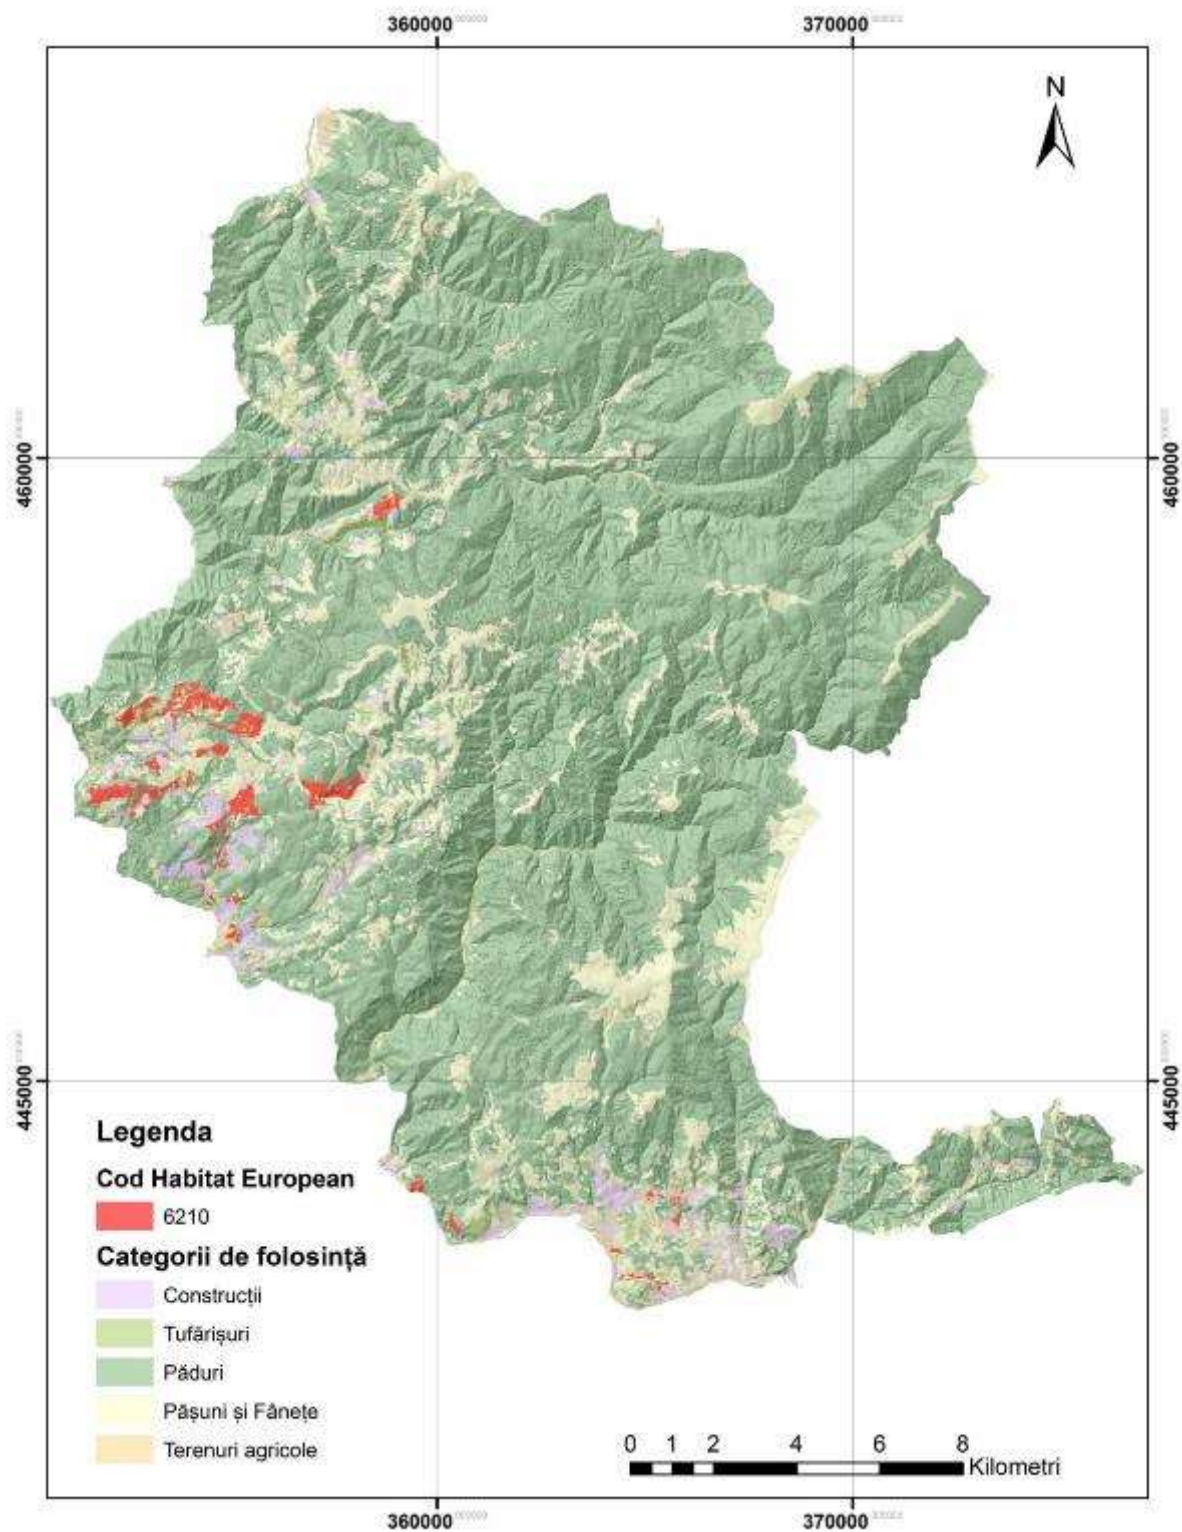 360000
370000
N
460000
460000
445000
445000
Legenda
Cod Habitat European
6210
Categorii de folosință
Construcții
Tufărișuri
Păduri
Pășuni și Fânețe
Terenuri agricole
0 1 2 4 6 8
Kilometri
360000
370000